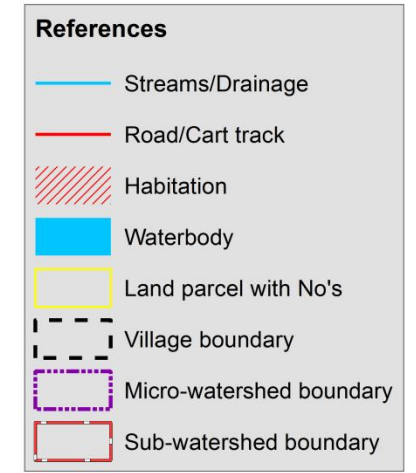 References
Streams/Drainage
Road/Cart track
Habitation
Waterbody
Land parcel with No's
Village boundary
Micro-watershed boundary
Sub-watershed boundary